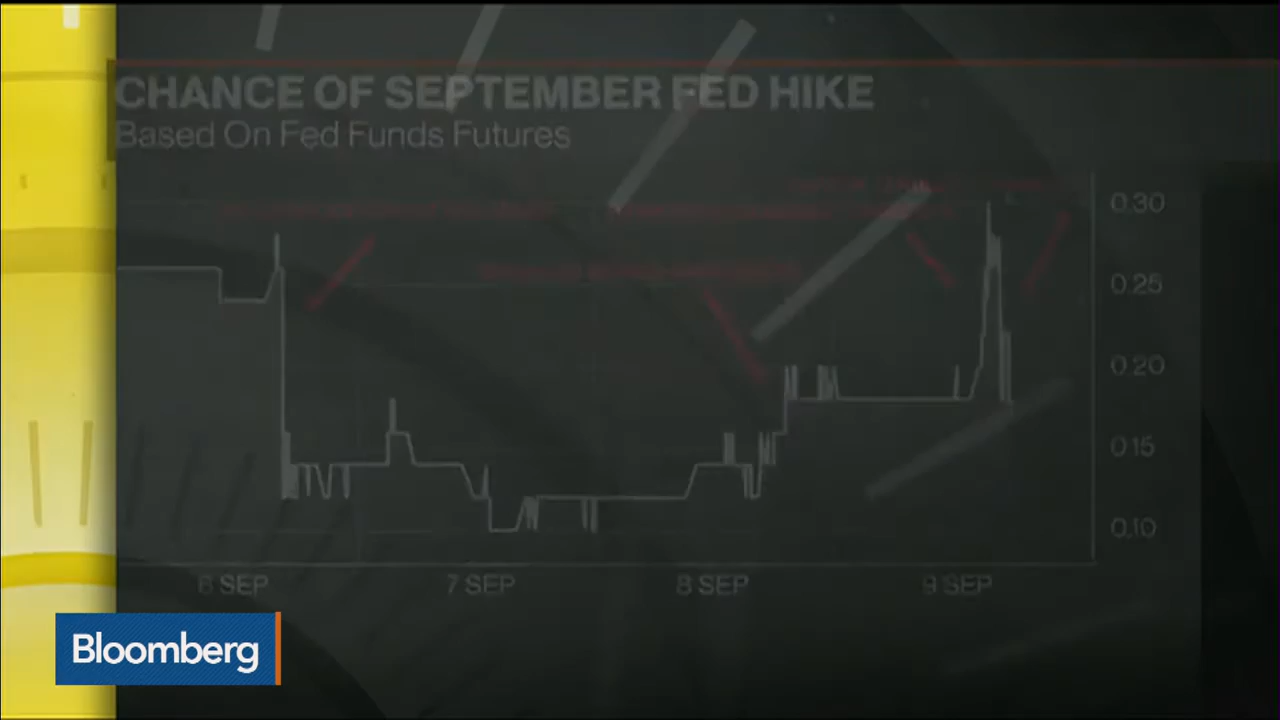 CHANCE OF SEPTEMBER FED HIKE
Based On Fed Funds Futures
0.30
0.25
0.20
0.15
0.10
6 SEP 7 SEP 8 SEP 9 SEP
Bloomberg